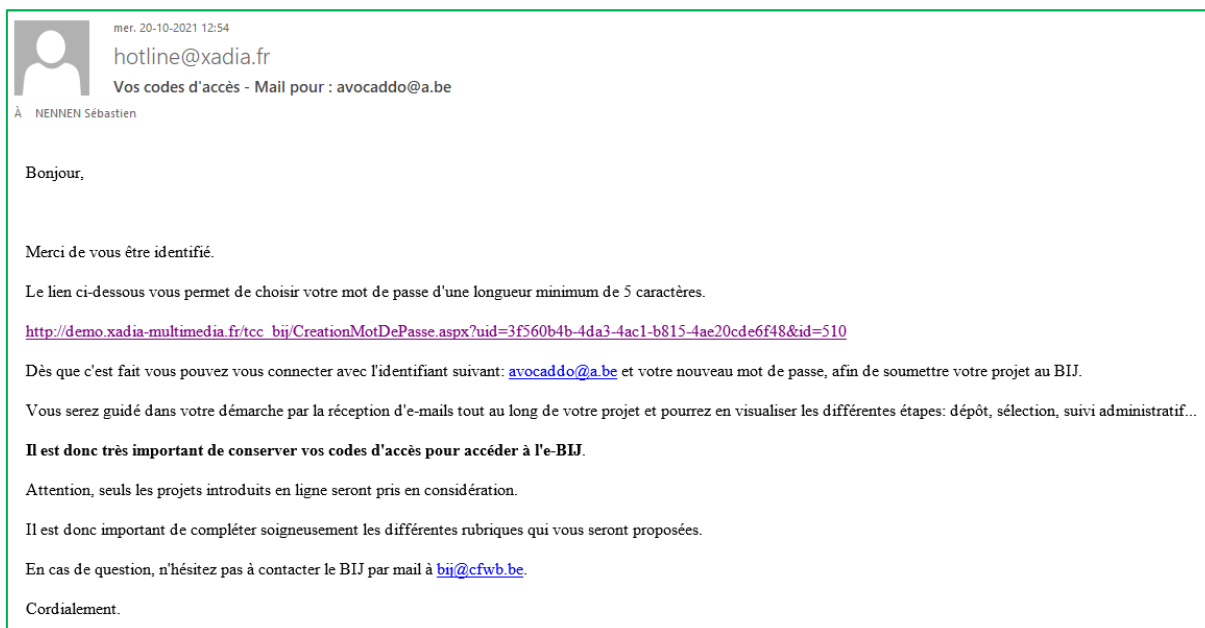 mer. 20-10-2021 12:54
hotline@xadia.fr
Vos codes d'accès - Mail pour : avocaddo@a.be
À NENNEN Sébastien
Bonjour,
Merci de vous être identifié.
Le lien ci-dessous vous permet de choisir votre mot de passe d'une longueur minimum de 5 caractères.
http://demo.xadia-multimedia.fr/tcc_bij/CreationMotDePasse.aspx?uid=3f560b4b-4da3-4ac1-b815-4ae20cde6f48&id=510
Dès que c'est fait vous pouvez vous connecter avec l'identifiant suivant: avocaddo@a.be et votre nouveau mot de passe, afin de soumettre votre projet au BIJ.
Vous serez guidé dans votre démarche par la réception d'e-mails tout au long de votre projet et pourrez en visualiser les différentes étapes: dépôt, sélection, suivi administratif...
Il est donc très important de conserver vos codes d'accès pour accéder à l'e-BIJ.
Attention, seuls les projets introduits en ligne seront pris en considération.
Il est donc important de compléter soigneusement les différentes rubriques qui vous seront proposées.
En cas de question, n'hésitez pas à contacter le BIJ par mail à bij@cfwb.be.
Cordialement.